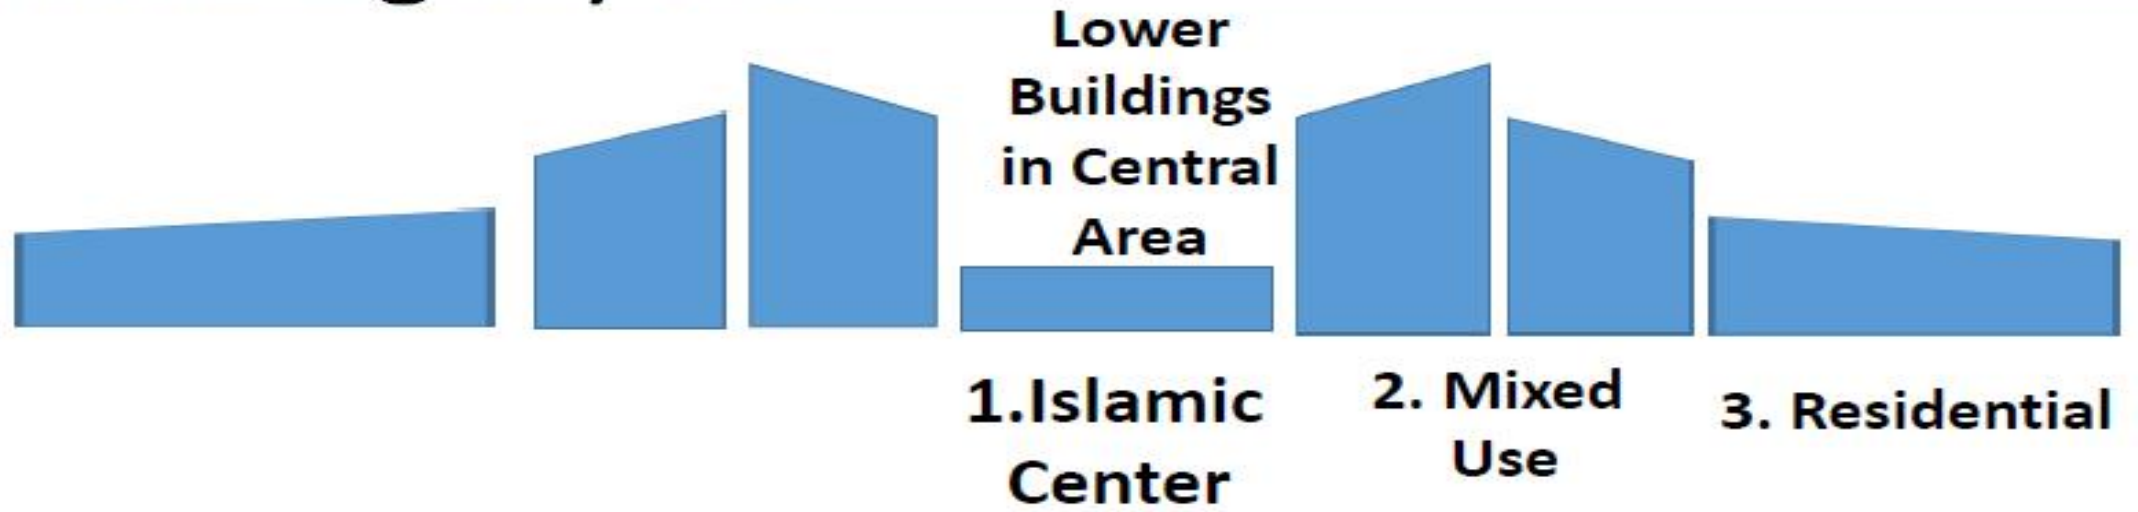 Lower
Buildings
in Central
Area
1.Islamic
Center
2. Mixed
Use
3. Residential